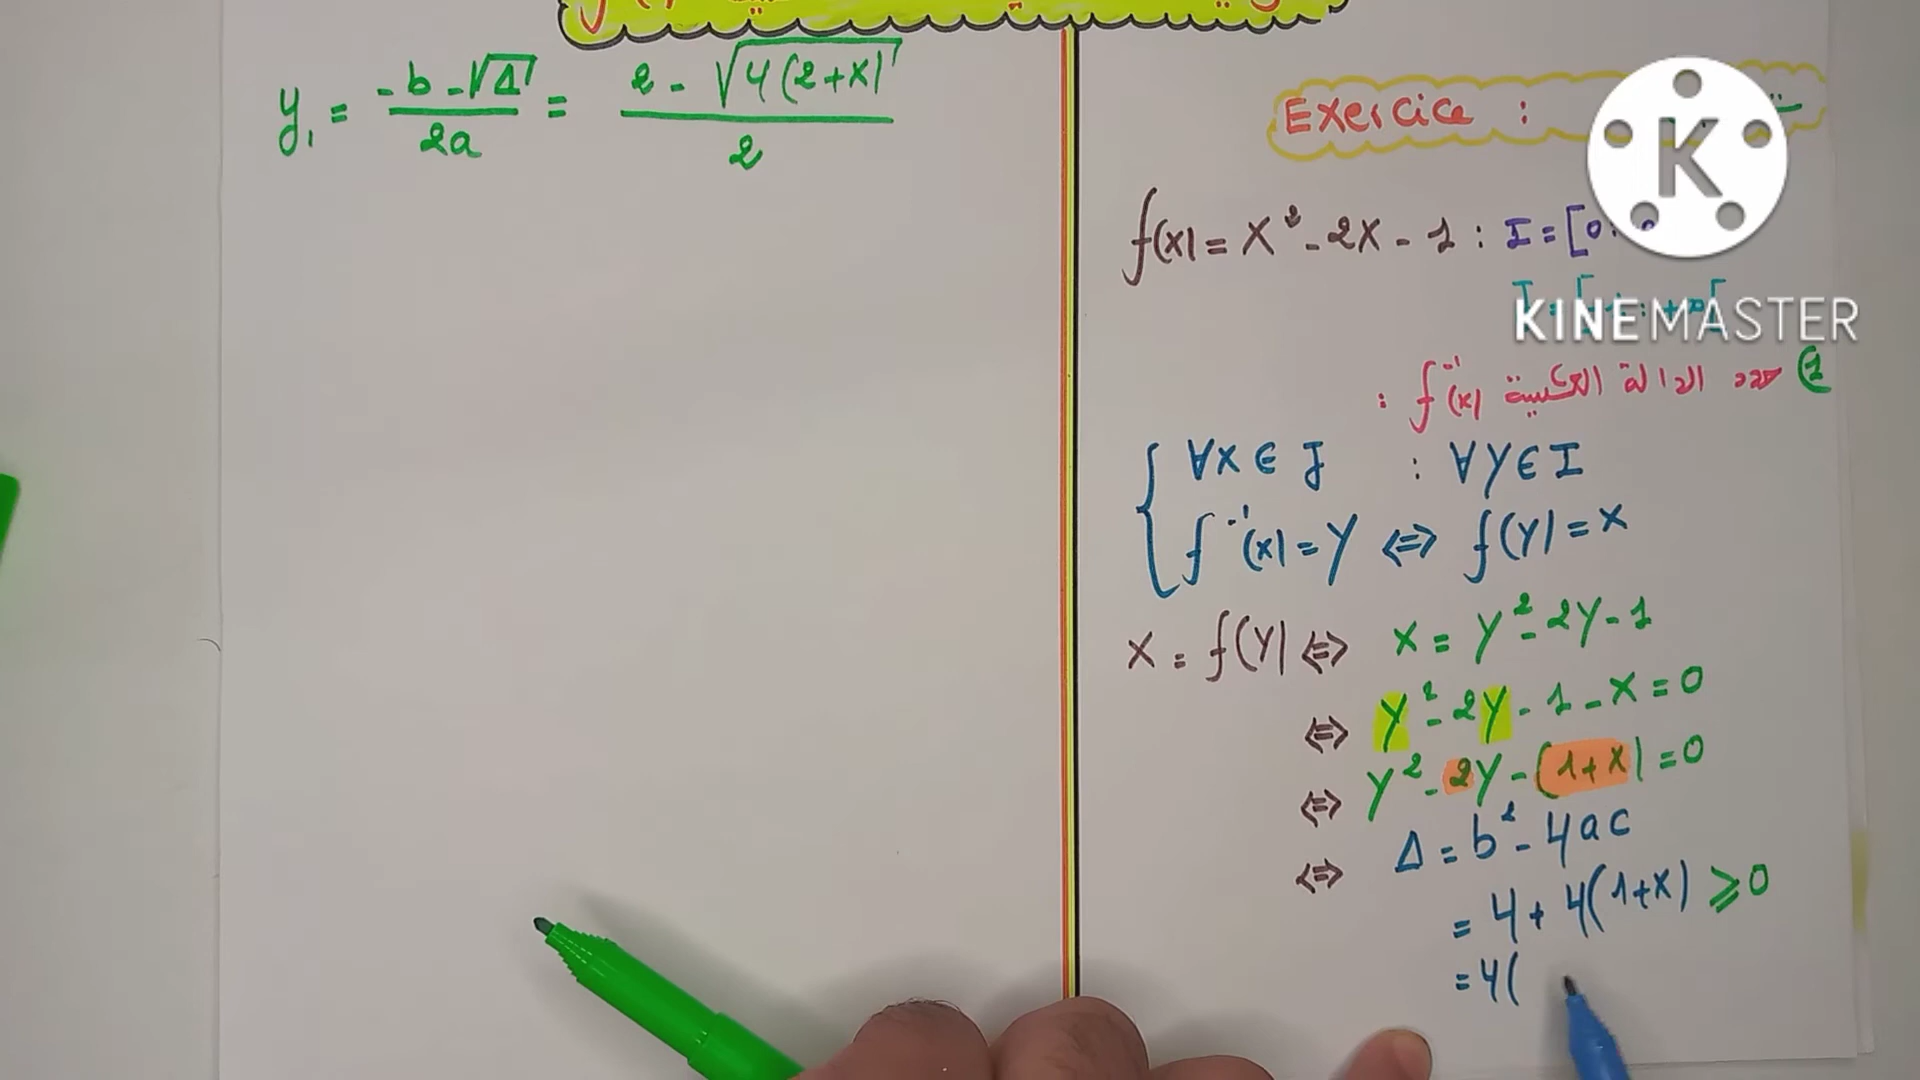 y₁ = (-b - √Δ) / 2a = (2 - √(4(2+x))) / 2
Exercice :
f(x) = x² - 2x - 1 : I = [0 ;
K
KINEMASTER
1) حدد الدالة العكسية f⁻¹(x) :
{ ∀x ∈ J : ∀y ∈ I
f⁻¹(x) = y ⇔ f(y) = x
x = f(y) ⇔ x = y² - 2y - 1
⇔ y² - 2y - 1 - x = 0
⇔ y² - 2y - (1+x) = 0
⇔ Δ = b² - 4ac
= 4 + 4(1+x) ⩾ 0
= 4(